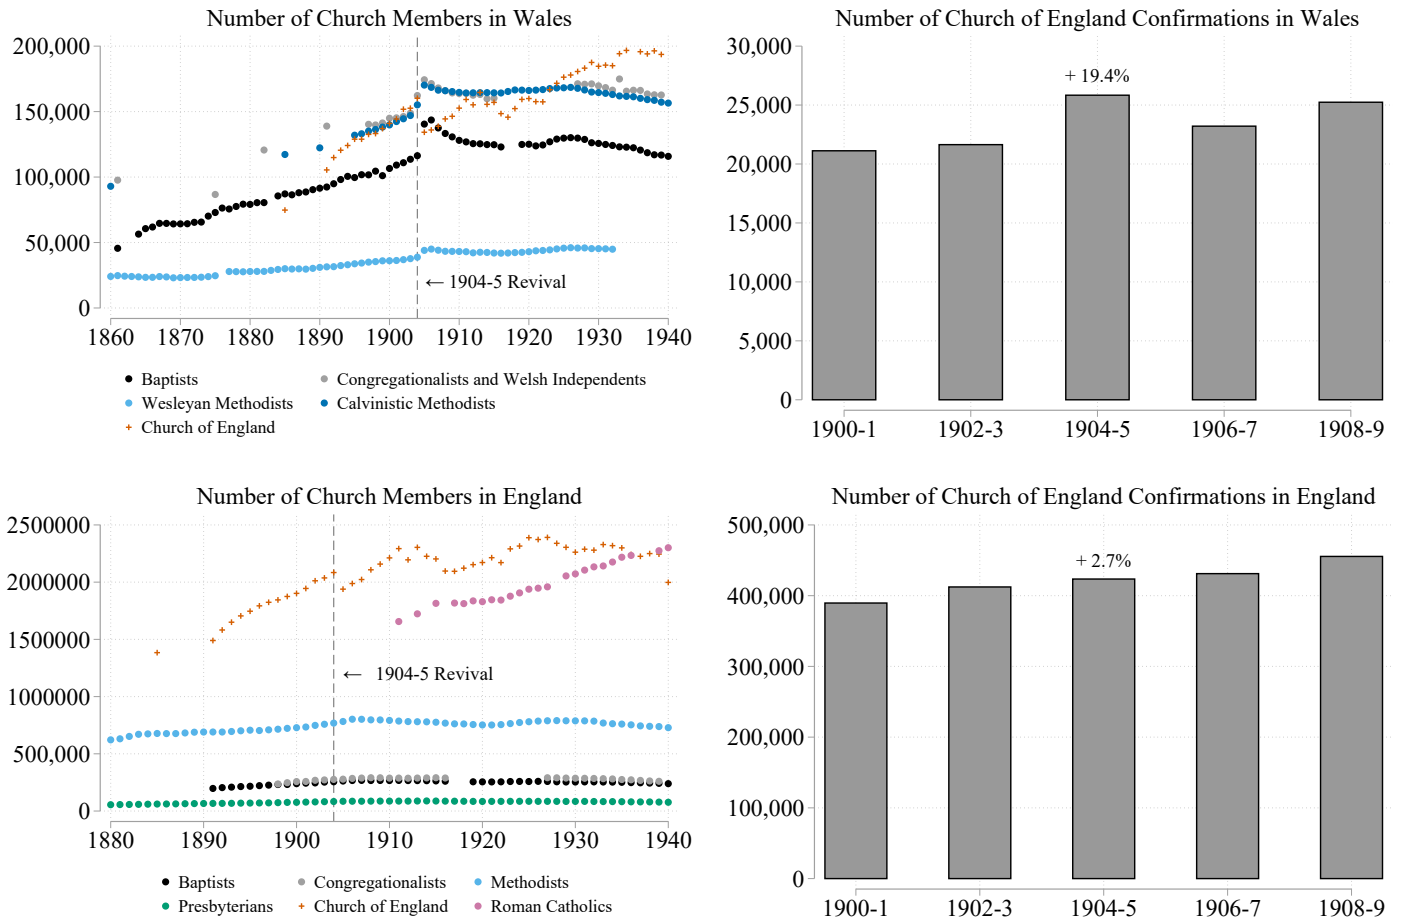 Number of Church Members in Wales
200,000
150,000
100,000
50,000
0
← 1904-5 Revival
1860 1870 1880 1890 1900 1910 1920 1930 1940
Baptists Congregationalists and Welsh Independents
Wesleyan Methodists Calvinistic Methodists
Church of England
Number of Church of England Confirmations in Wales
30,000
25,000
20,000
15,000
10,000
5,000
0
+ 19.4%
1900-1 1902-3 1904-5 1906-7 1908-9
Number of Church Members in England
2500000
2000000
1500000
1000000
500000
0
← 1904-5 Revival
1880 1890 1900 1910 1920 1930 1940
Baptists Congregationalists Methodists
Presbyterians Church of England Roman Catholics
Number of Church of England Confirmations in England
500,000
400,000
300,000
200,000
100,000
0
+ 2.7%
1900-1 1902-3 1904-5 1906-7 1908-9